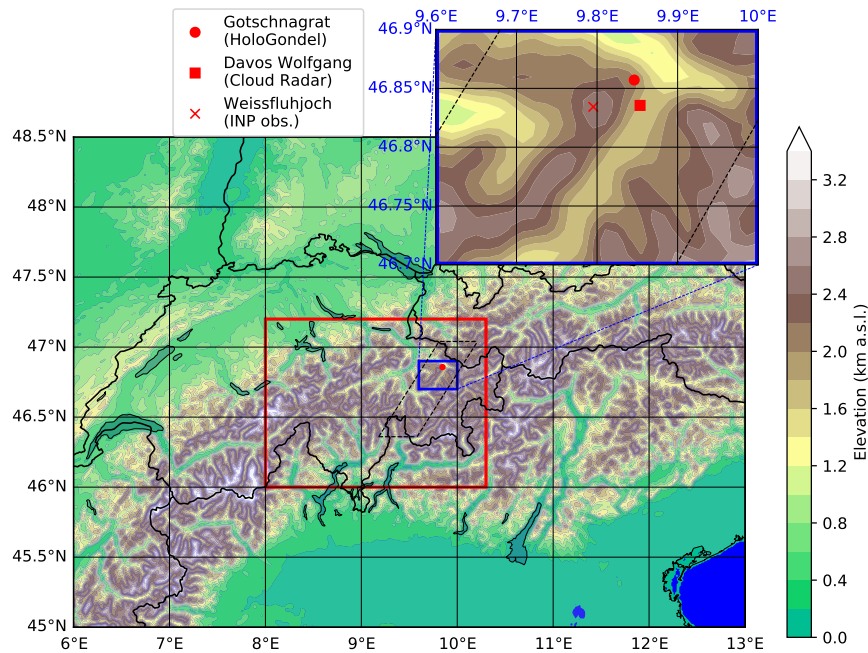 Gotschnagrat
(HoloGondel)
Davos Wolfgang
(Cloud Radar)
Weissfluhjoch
(INP obs.)
9.6°E 9.7°E 9.8°E 9.9°E 10°E
46.9°N
46.85°N
46.8°N
46.75°N
46.7°N
48.5°N
48°N
47.5°N
47°N
46.5°N
46°N
45.5°N
45°N
6°E 7°E 8°E 9°E 10°E 11°E 12°E 13°E
3.2
2.8
2.4
2.0
1.6
1.2
0.8
0.4
0.0
Elevation (km a.s.l.)